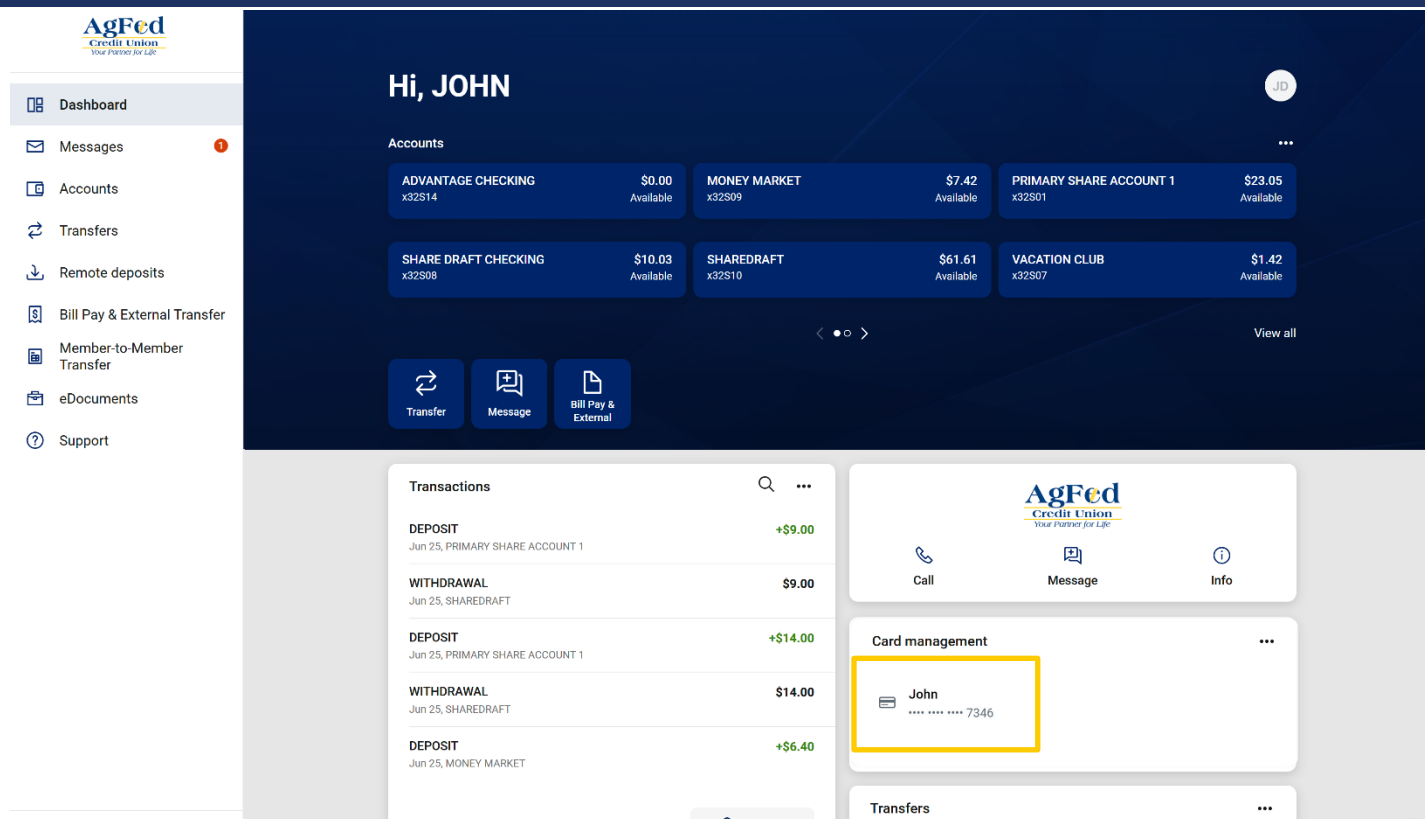 AgFed
Credit Union
Your Partner for Life
Dashboard
Messages 1
Accounts
Transfers
Remote deposits
Bill Pay & External Transfer
Member-to-Member
Transfer
eDocuments
Support
Hi, JOHN
JD
Accounts
ADVANTAGE CHECKING $0.00
x32S14 Available
MONEY MARKET $7.42
x32S09 Available
PRIMARY SHARE ACCOUNT 1 $23.05
x32S01 Available
SHARE DRAFT CHECKING $10.03
x32S08 Available
SHAREDRAFT $61.61
x32S10 Available
VACATION CLUB $1.42
x32S07 Available
View all
Transfer
Message
Bill Pay &
External
Transactions
DEPOSIT +$9.00
Jun 25, PRIMARY SHARE ACCOUNT 1
WITHDRAWAL $9.00
Jun 25, SHAREDRAFT
DEPOSIT +$14.00
Jun 25, PRIMARY SHARE ACCOUNT 1
WITHDRAWAL $14.00
Jun 25, SHAREDRAFT
DEPOSIT +$6.40
Jun 25, MONEY MARKET
AgFed
Credit Union
Your Partner for Life
Call
Message
Info
Card management
John
•••• •••• •••• 7346
Transfers